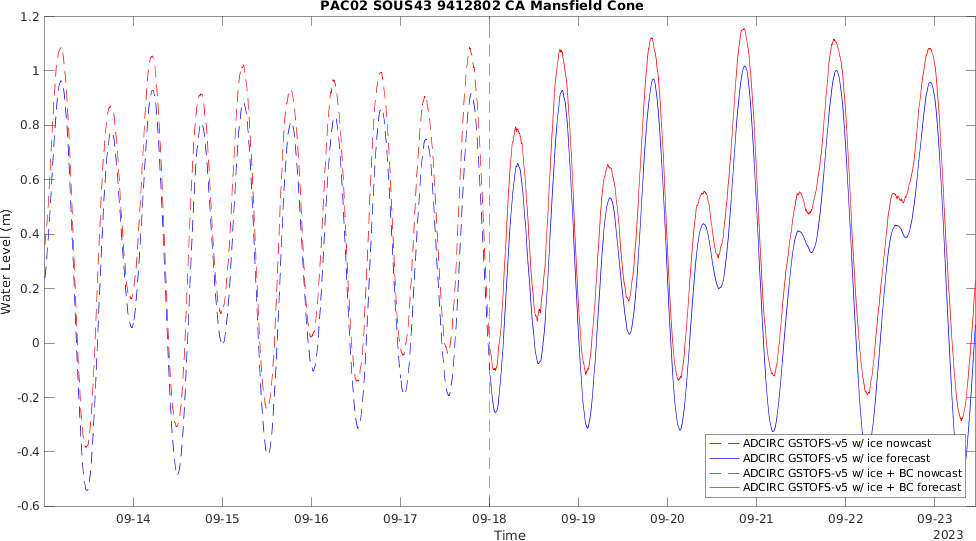 PAC02 SOUS43 9412802 CA Mansfield Cone
Water Level (m)
1.2
1
0.8
0.6
0.4
0.2
0
-0.2
-0.4
-0.6
ADCIRC GSTOFS-v5 w/ ice nowcast
ADCIRC GSTOFS-v5 w/ ice forecast
ADCIRC GSTOFS-v5 w/ ice + BC nowcast
ADCIRC GSTOFS-v5 w/ ice + BC forecast
09-14 09-15 09-16 09-17 09-18 09-19 09-20 09-21 09-22 09-23
Time
2023